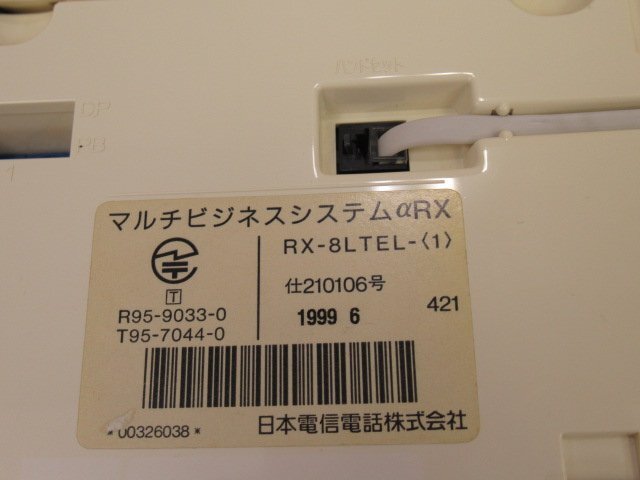 ハンドセット
DP
PB
1
マルチビジネスシステムαRX
RX-8LTEL-〈1〉
T
仕210106号
R95-9033-0
T95-7044-0
1999 6
421
*00326038*
日本電信電話株式会社